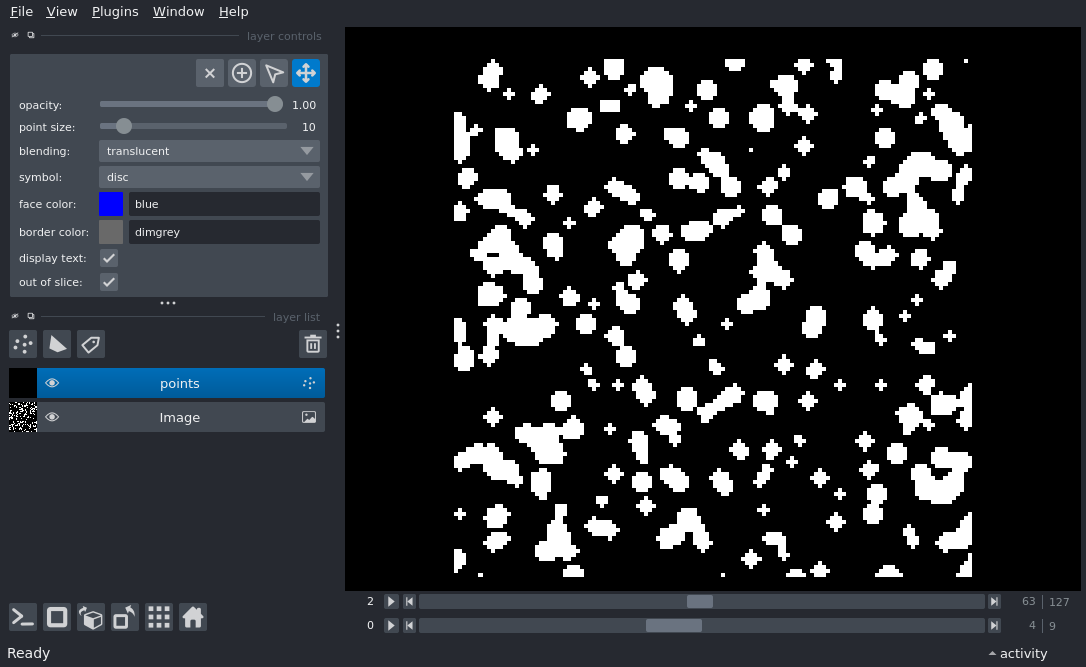 File View Plugins Window Help
layer controls
opacity: 1.00
point size: 10
blending: translucent
symbol: disc
face color: blue
border color: dimgrey
display text:
out of slice:
layer list
points
Image
2 63 127
0 4 9
Ready activity